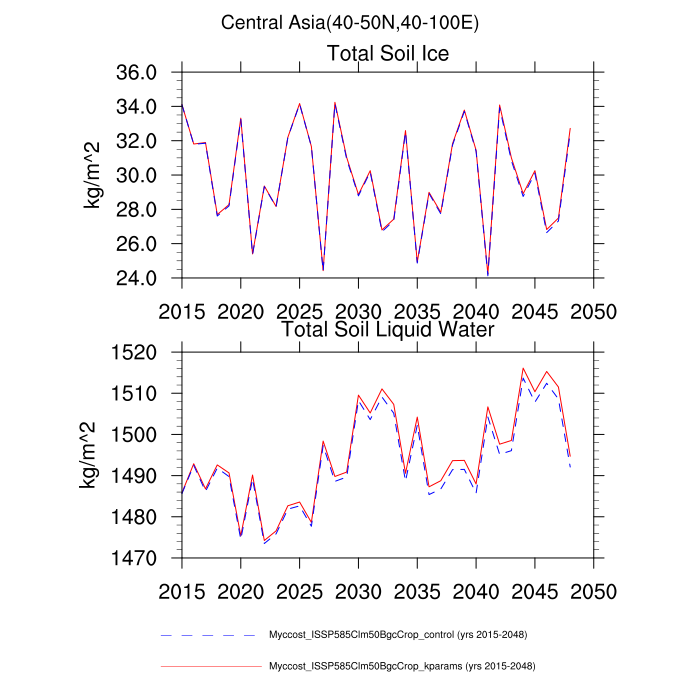 Central Asia(40-50N,40-100E)
Total Soil Ice
36.0
34.0
32.0
30.0
28.0
26.0
24.0
kg/m^2
2015 2020 2025 2030 2035 2040 2045 2050
Total Soil Liquid Water
1520
1510
1500
1490
1480
1470
kg/m^2
2015 2020 2025 2030 2035 2040 2045 2050
Myccost_ISSP585Clm50BgcCrop_control (yrs 2015-2048)
Myccost_ISSP585Clm50BgcCrop_kparams (yrs 2015-2048)